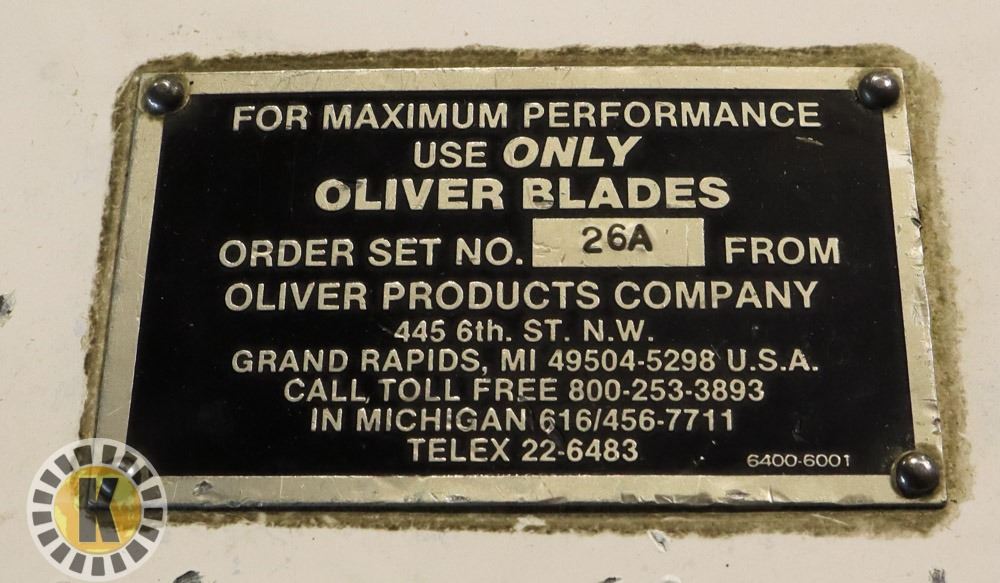 FOR MAXIMUM PERFORMANCE
USE ONLY
OLIVER BLADES
ORDER SET NO. 26A FROM
OLIVER PRODUCTS COMPANY
445 6th. ST. N.W.
GRAND RAPIDS, MI 49504-5298 U.S.A.
CALL TOLL FREE 800-253-3893
IN MICHIGAN 616/456-7711
TELEX 22-6483
6400-6001
K